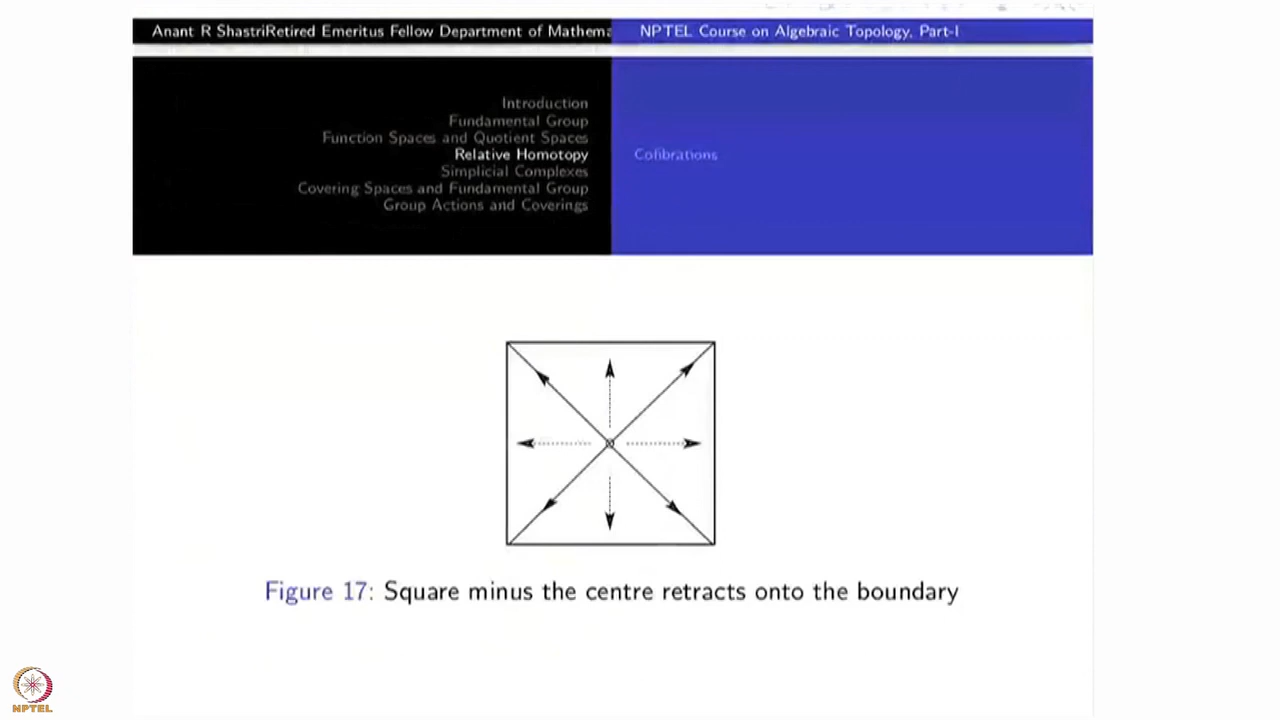 Anant R ShastriRetired Emeritus Fellow Department of Mathema
NPTEL Course on Algebraic Topology, Part-I
Introduction
Fundamental Group
Function Spaces and Quotient Spaces
Relative Homotopy
Simplicial Complexes
Covering Spaces and Fundamental Group
Group Actions and Coverings
Cofibrations
Figure 17: Square minus the centre retracts onto the boundary
NPTEL